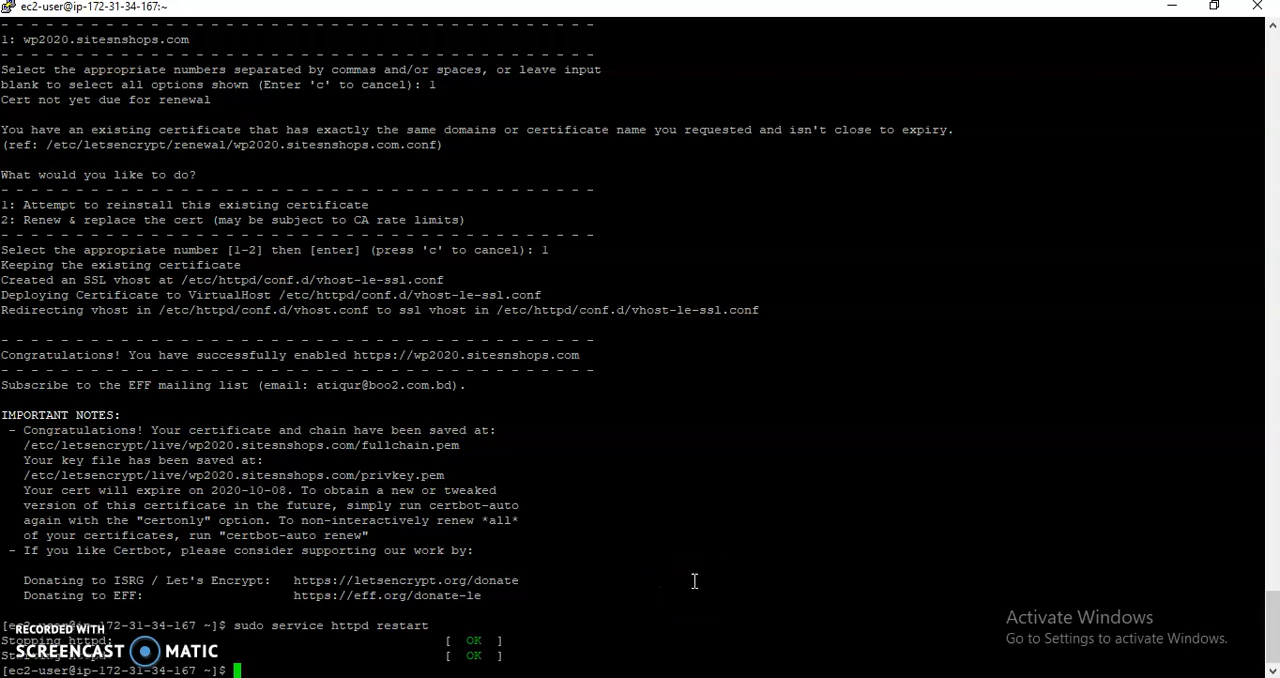 ec2-user@ip-172-31-34-167:~
- - - - - - - - - - - - - - - - - - - - - - - - - - - - - - - - - - - - - - - -
1: wp2020.sitesnshops.com
- - - - - - - - - - - - - - - - - - - - - - - - - - - - - - - - - - - - - - - -
Select the appropriate numbers separated by commas and/or spaces, or leave input
blank to select all options shown (Enter 'c' to cancel): 1
Cert not yet due for renewal
You have an existing certificate that has exactly the same domains or certificate name you requested and isn't close to expiry.
(ref: /etc/letsencrypt/renewal/wp2020.sitesnshops.com.conf)
What would you like to do?
- - - - - - - - - - - - - - - - - - - - - - - - - - - - - - - - - - - - - - - -
1: Attempt to reinstall this existing certificate
2: Renew & replace the cert (may be subject to CA rate limits)
- - - - - - - - - - - - - - - - - - - - - - - - - - - - - - - - - - - - - - - -
Select the appropriate number [1-2] then [enter] (press 'c' to cancel): 1
Keeping the existing certificate
Created an SSL vhost at /etc/httpd/conf.d/vhost-le-ssl.conf
Deploying Certificate to VirtualHost /etc/httpd/conf.d/vhost-le-ssl.conf
Redirecting vhost in /etc/httpd/conf.d/vhost.conf to ssl vhost in /etc/httpd/conf.d/vhost-le-ssl.conf
- - - - - - - - - - - - - - - - - - - - - - - - - - - - - - - - - - - - - - - -
Congratulations! You have successfully enabled https://wp2020.sitesnshops.com
- - - - - - - - - - - - - - - - - - - - - - - - - - - - - - - - - - - - - - - -
Subscribe to the EFF mailing list (email: atiqur@boo2.com.bd).
IMPORTANT NOTES:
- Congratulations! Your certificate and chain have been saved at:
/etc/letsencrypt/live/wp2020.sitesnshops.com/fullchain.pem
Your key file has been saved at:
/etc/letsencrypt/live/wp2020.sitesnshops.com/privkey.pem
Your cert will expire on 2020-10-08. To obtain a new or tweaked
version of this certificate in the future, simply run certbot-auto
again with the "certonly" option. To non-interactively renew *all*
of your certificates, run "certbot-auto renew"
- If you like Certbot, please consider supporting our work by:
Donating to ISRG / Let's Encrypt: https://letsencrypt.org/donate
Donating to EFF: https://eff.org/donate-le
[ec2-user@ip-172-31-34-167 ~]$ sudo service httpd restart
Stopping httpd: [ OK ]
[ OK ]
[ec2-user@ip-172-31-34-167 ~]$
RECORDED WITH
SCREENCAST MATIC
Activate Windows
Go to Settings to activate Windows.